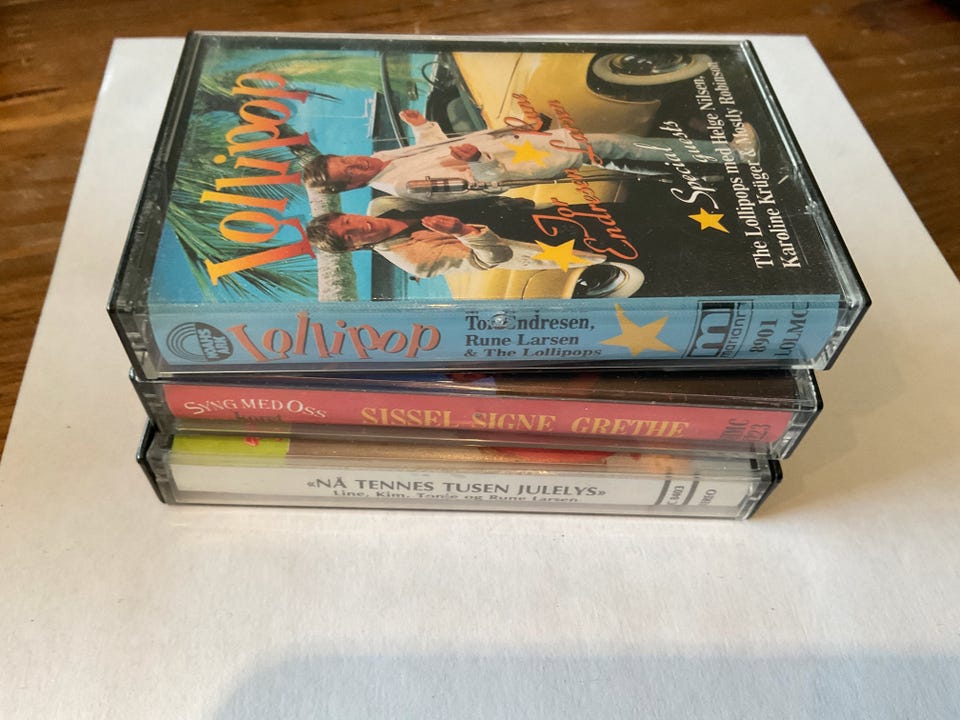 Lollipop
Tor
Endresen
Rune
Larsen
Special
guests
The Lollipops med Helge Nilsen,
Karoline Krüger & Mostly Robinson
Lollipop
Tor Endresen,
Rune Larsen
& The Lollipops
mariann
8901
LOLMC
SYNG MED OSS
SISSEL SIGNE GRETHE
«NÅ TENNES TUSEN JULELYS»
Line, Kim, Tonje og Rune Larsen
8403